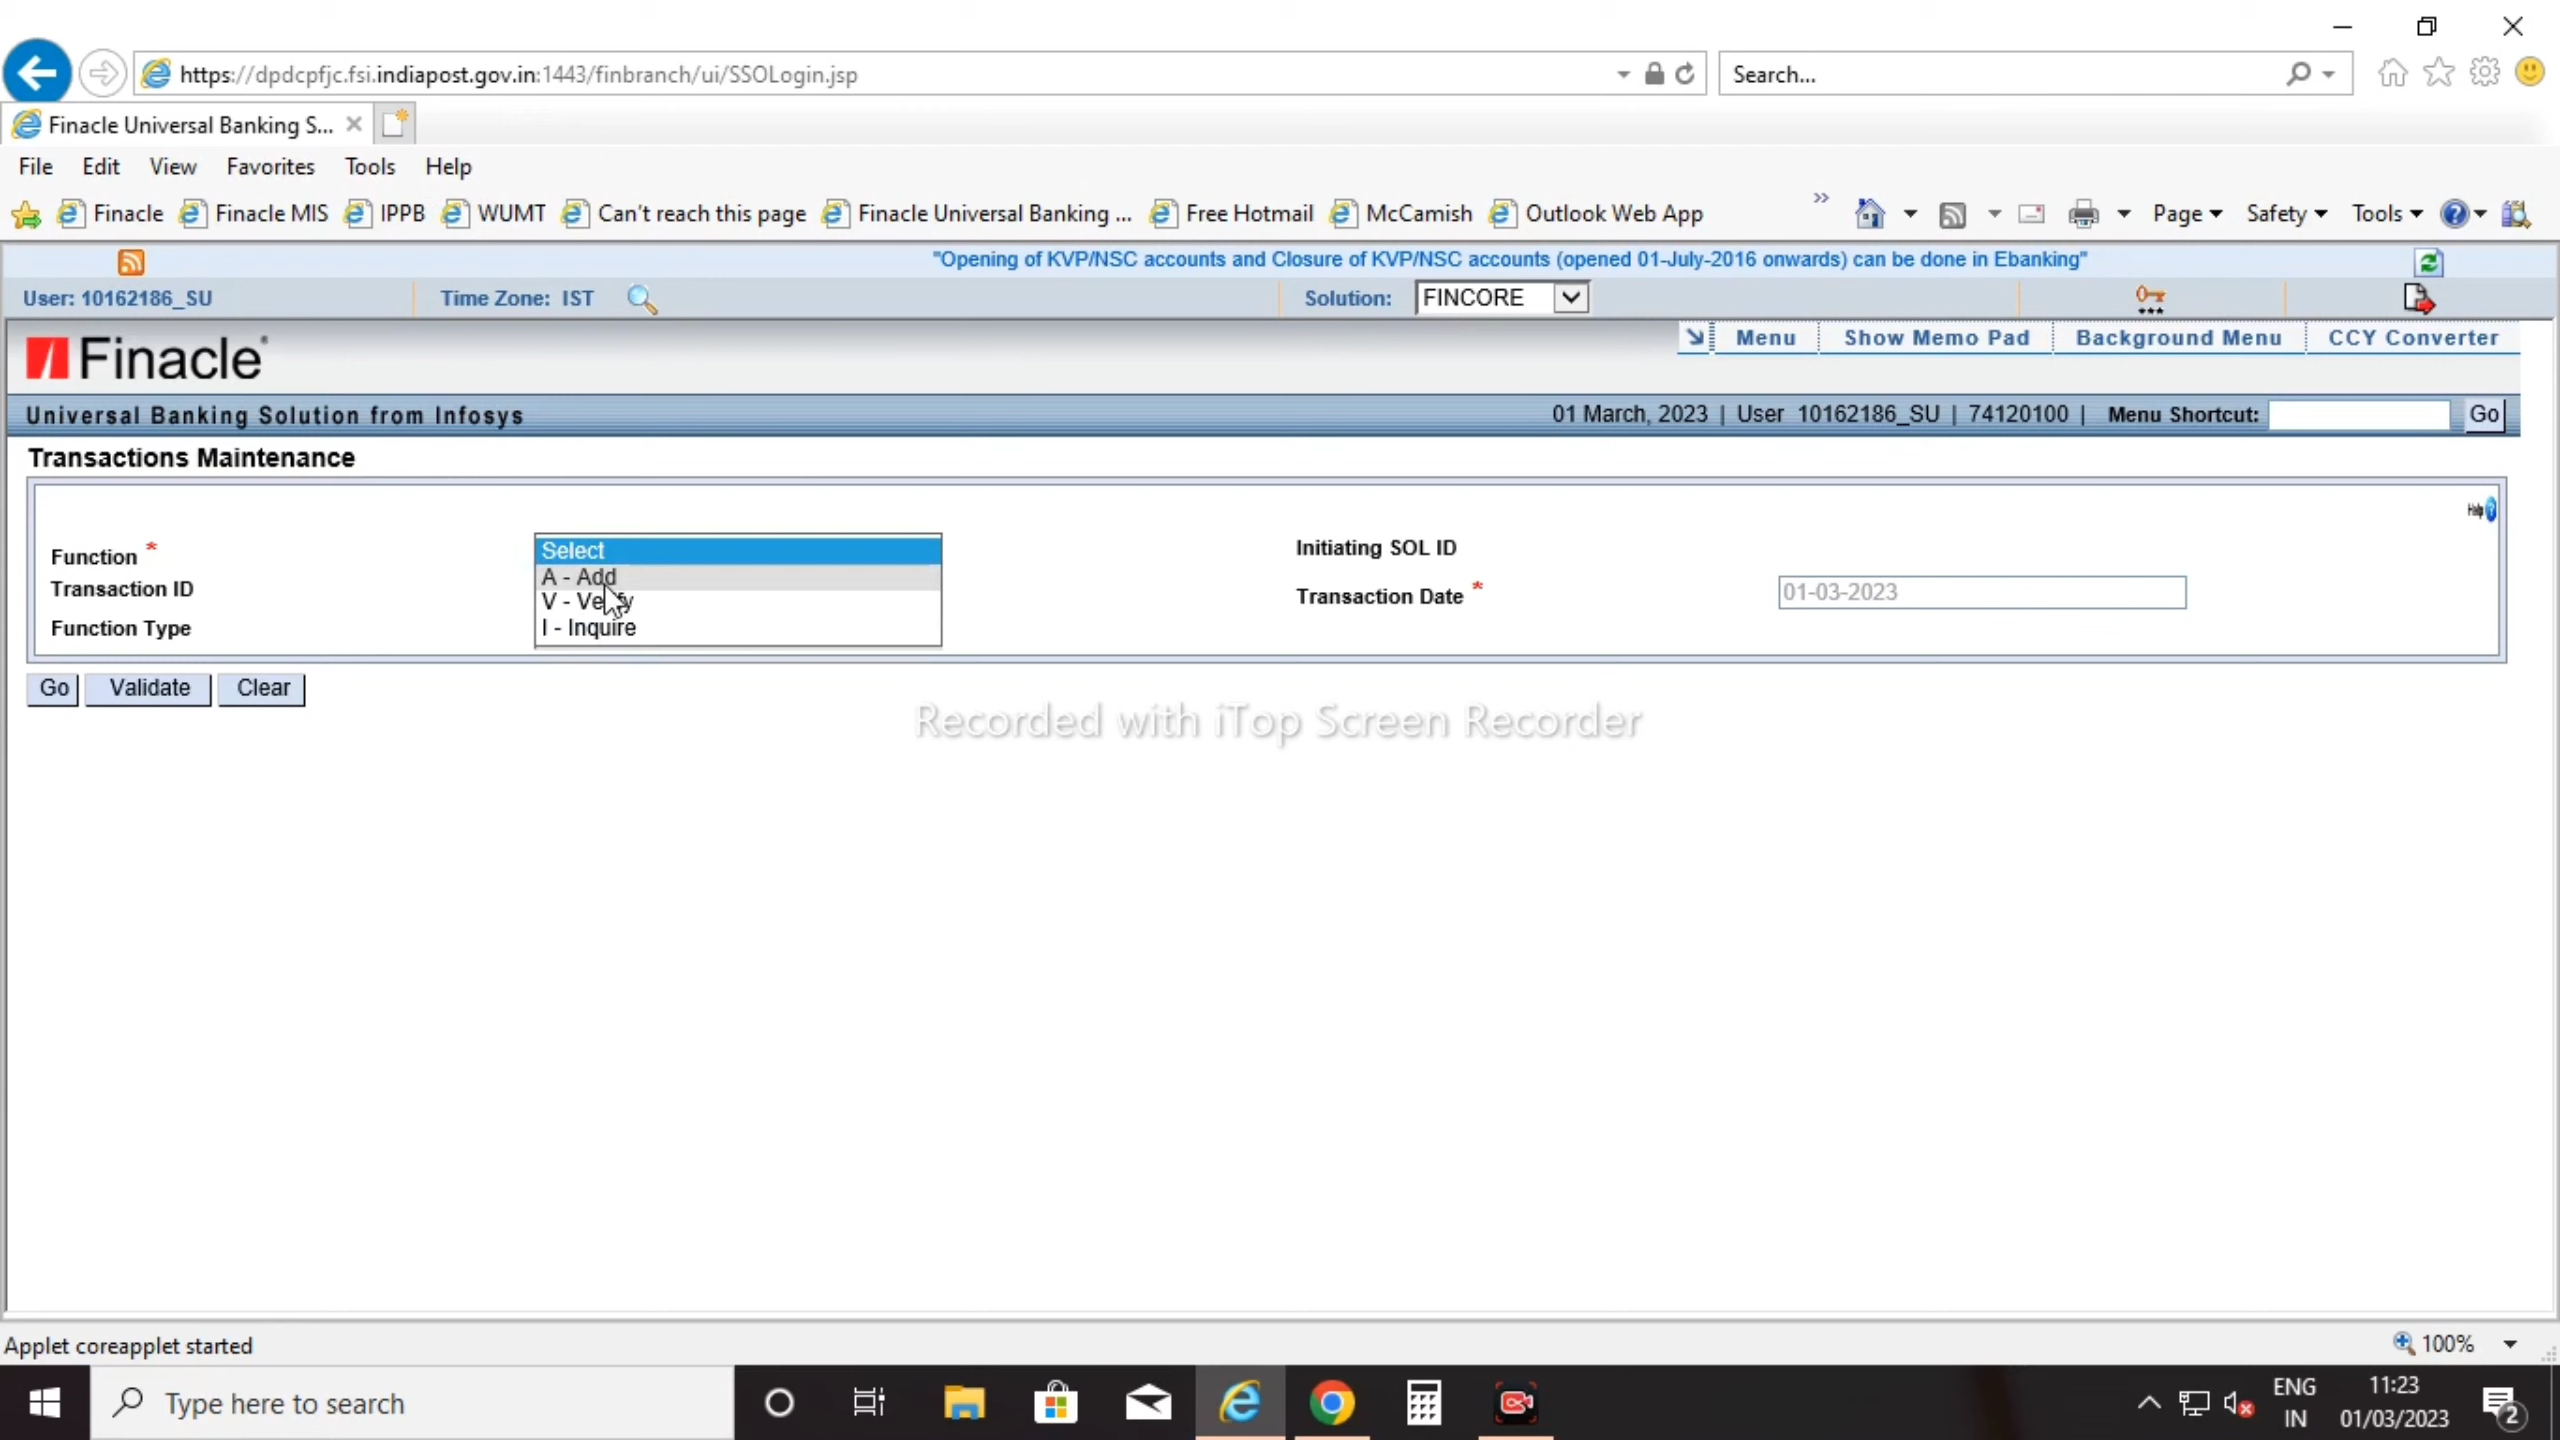 https://dpdcpfjc.fsi.indiapost.gov.in:1443/finbranch/ui/SSOLogin.jsp
Search...
Finacle Universal Banking S...
File Edit View Favorites Tools Help
Finacle Finacle MIS IPPB WUMT Can't reach this page Finacle Universal Banking ... Free Hotmail McCamish Outlook Web App » Page Safety Tools
"Opening of KVP/NSC accounts and Closure of KVP/NSC accounts (opened 01-July-2016 onwards) can be done in Ebanking"
User: 10162186_SU Time Zone: IST Solution: FINCORE
Finacle
Menu Show Memo Pad Background Menu CCY Converter
Universal Banking Solution from Infosys 01 March, 2023 | User 10162186_SU | 74120100 | Menu Shortcut: Go
Transactions Maintenance
Help
Function * Select Initiating SOL ID
A - Add
Transaction ID Transaction Date * 01-03-2023
V - Verify
Function Type I - Inquire
Go Validate Clear
Recorded with iTop Screen Recorder
Applet coreapplet started 100%
Type here to search
ENG 11:23
IN 01/03/2023
2